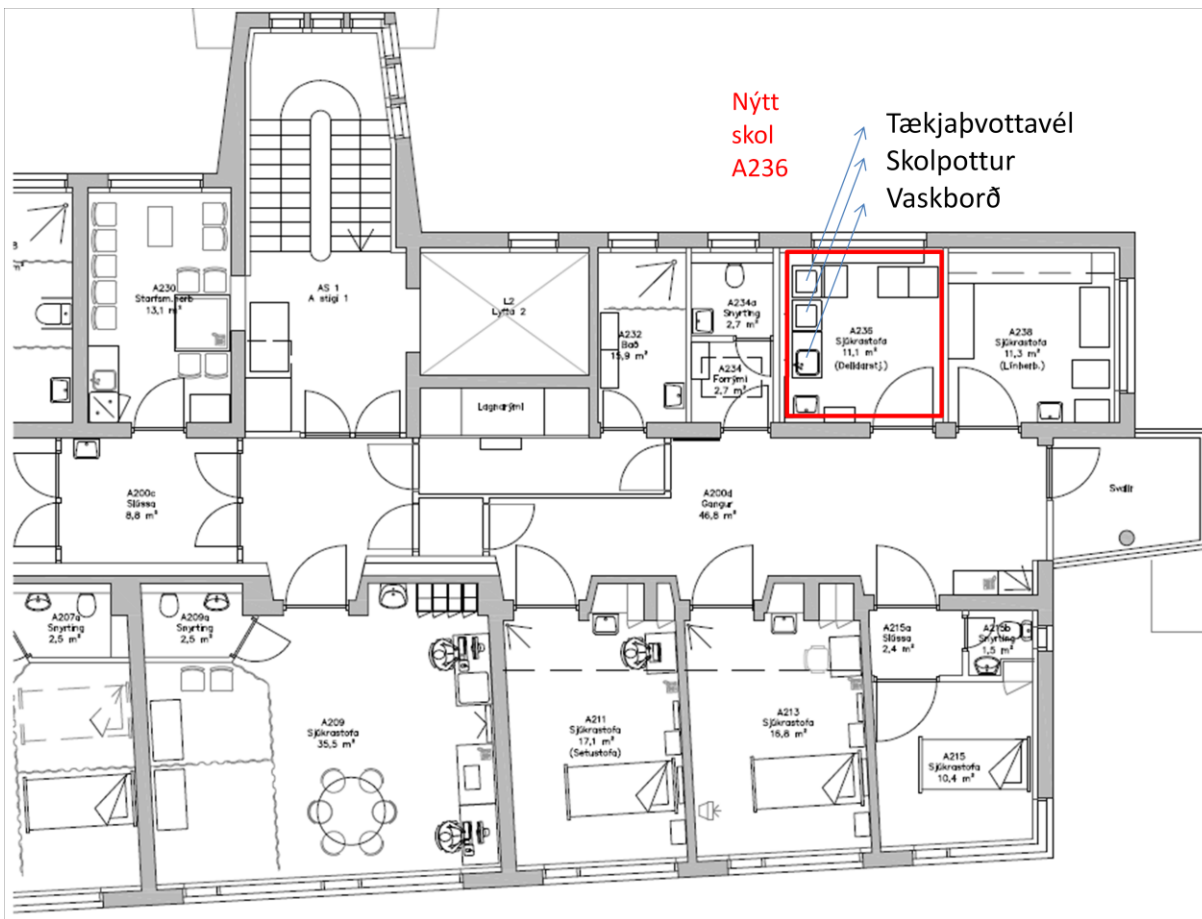 Nýtt
skol
A236
Tækjaþvottavél
Skolpottur
Vaskborð
A230
Starfsm.herb
13,1 m²
AS 1
A stigi 1
L2
Lyfta 2
A232
Bað
15,9 m²
A234a
Snyrting
2,7 m²
A234
Forrými
2,7 m²
A236
Sjúkrastofa
11,1 m²
(Deildarstj.)
A238
Sjúkrastofa
11,3 m²
(Línherb.)
Lagnarými
A200c
Slússa
8,8 m²
A200d
Gangur
46,8 m²
Svalir
A207a
Snyrting
2,5 m²
A209a
Snyrting
2,5 m²
A215a
Slússa
2,4 m²
A215b
Snyrting
1,5 m²
A209
Sjúkrastofa
35,5 m²
A211
Sjúkrastofa
17,1 m²
(Setustofa)
A213
Sjúkrastofa
16,8 m²
A215
Sjúkrastofa
10,4 m²